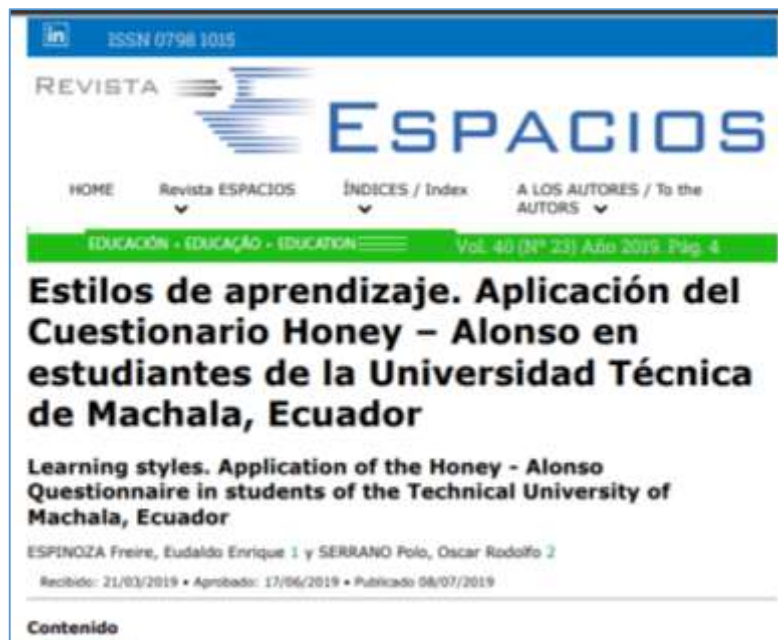 in ISSN 0798 1015
REVISTA
ESPACIOS
HOME Revista ESPACIOS ÍNDICES / Index A LOS AUTORES / To the
AUTORS
EDUCACIÓN • EDUCAÇÃO • EDUCATION Vol. 40 (Nº 23) Año 2019. Pág. 4
Estilos de aprendizaje. Aplicación del
Cuestionario Honey – Alonso en
estudiantes de la Universidad Técnica
de Machala, Ecuador
Learning styles. Application of the Honey - Alonso
Questionnaire in students of the Technical University of
Machala, Ecuador
ESPINOZA Freire, Eudaldo Enrique 1 y SERRANO Polo, Oscar Rodolfo 2
Recibido: 21/03/2019 • Aprobado: 17/06/2019 • Publicado 08/07/2019
Contenido